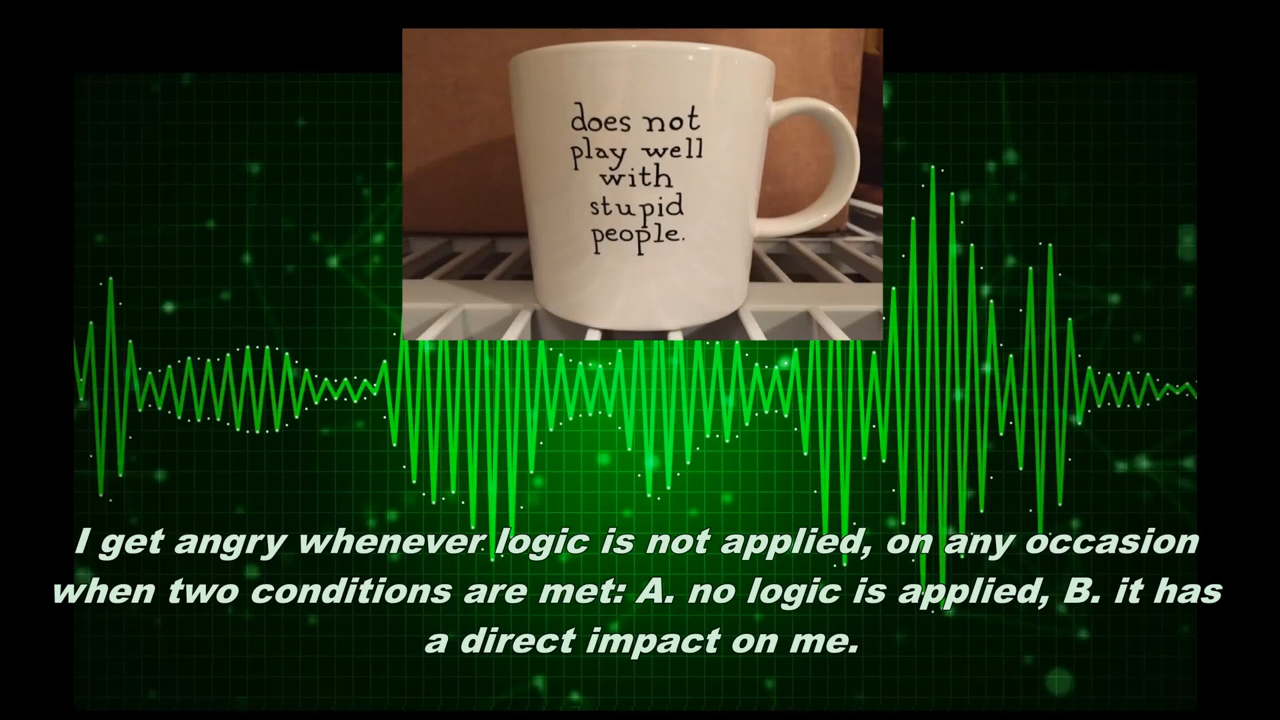 does not
play well
with
stupid
people.
I get angry whenever logic is not applied, on any occasion
when two conditions are met: A. no logic is applied, B. it has
a direct impact on me.